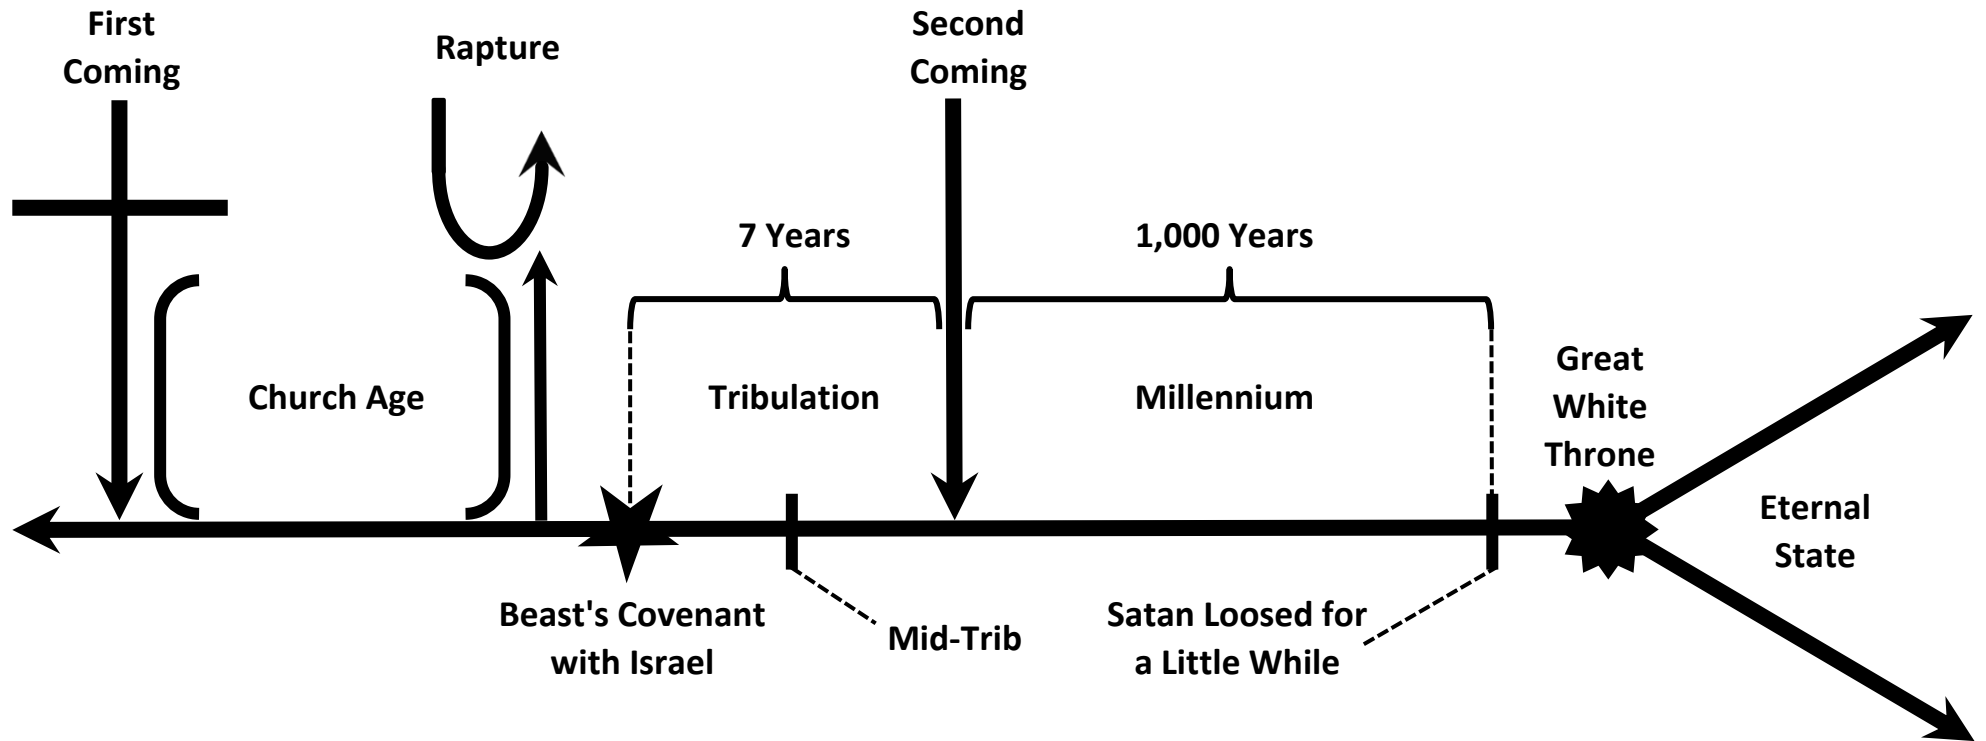 First
Coming
Rapture
Second
Coming
7 Years
1,000 Years
Church Age
Tribulation
Millennium
Great
White
Throne
Eternal
State
Beast's Covenant
with Israel
Mid-Trib
Satan Loosed for
a Little While